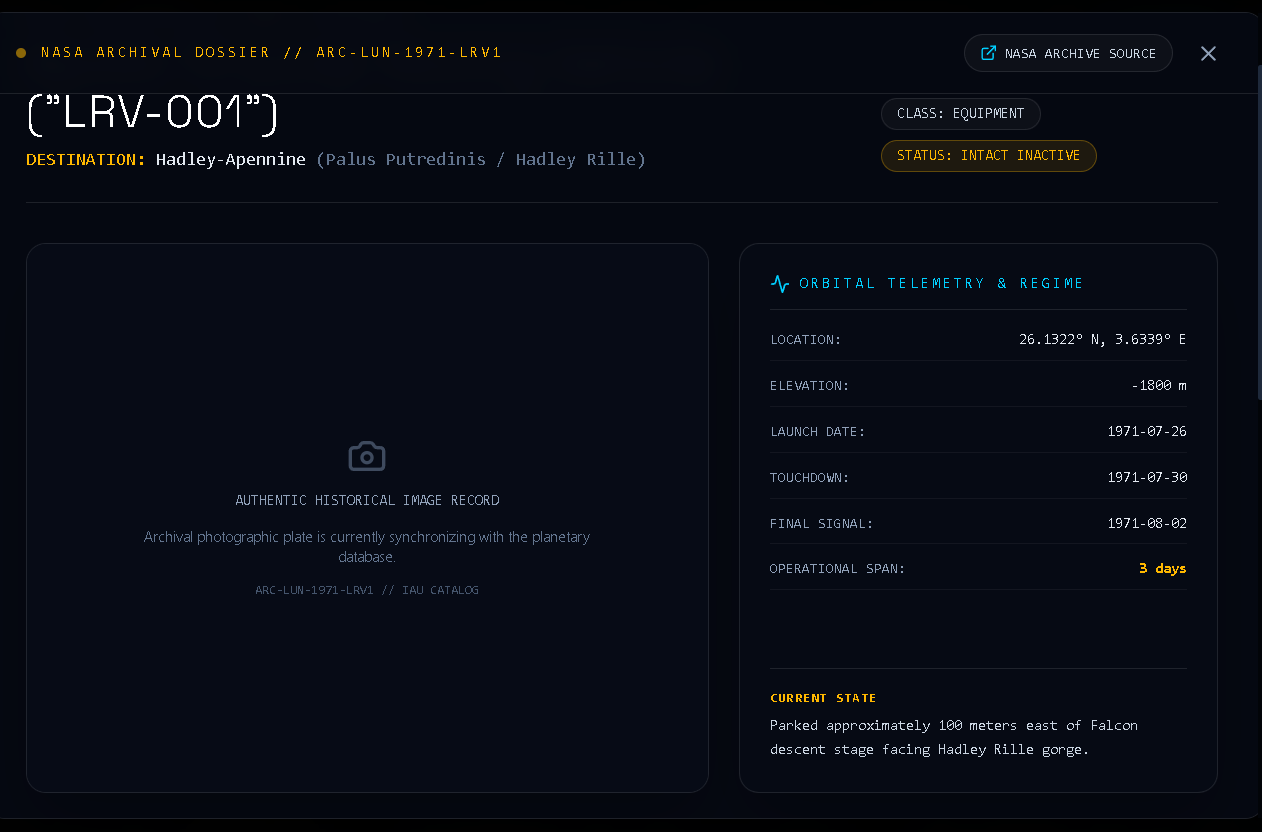 NASA ARCHIVAL DOSSIER // ARC-LUN-1971-LRV1
NASA ARCHIVE SOURCE
("LRV-001")
DESTINATION: Hadley-Apennine (Palus Putredinis / Hadley Rille)
CLASS: EQUIPMENT
STATUS: INTACT INACTIVE
AUTHENTIC HISTORICAL IMAGE RECORD
Archival photographic plate is currently synchronizing with the planetary
database.
ARC-LUN-1971-LRV1 // IAU CATALOG
ORBITAL TELEMETRY & REGIME
LOCATION: 26.1322° N, 3.6339° E
ELEVATION: -1800 m
LAUNCH DATE: 1971-07-26
TOUCHDOWN: 1971-07-30
FINAL SIGNAL: 1971-08-02
OPERATIONAL SPAN: 3 days
CURRENT STATE
Parked approximately 100 meters east of Falcon
descent stage facing Hadley Rille gorge.